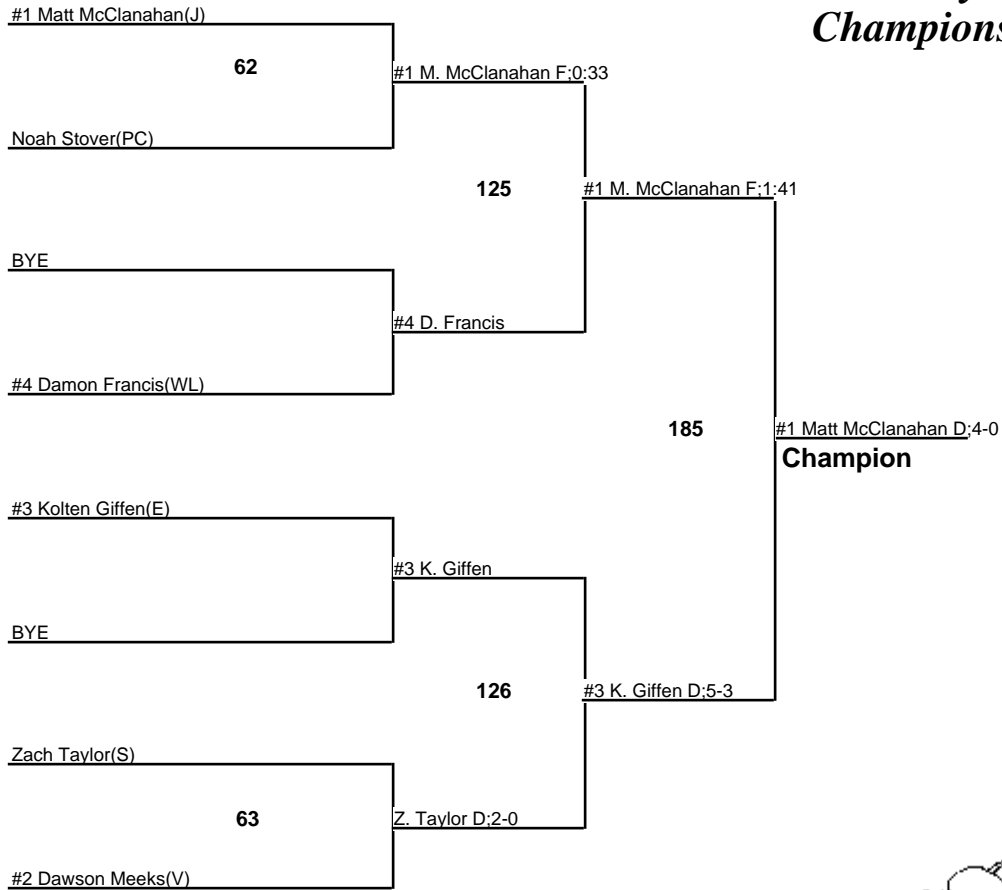 #1 Matt McClanahan(J)
Champions
62
#1 M. McClanahan F;0:33
Noah Stover(PC)
125
#1 M. McClanahan F;1:41
BYE
#4 D. Francis
#4 Damon Francis(WL)
185
#1 Matt McClanahan D;4-0
Champion
#3 Kolten Giffen(E)
#3 K. Giffen
BYE
126
#3 K. Giffen D;5-3
Zach Taylor(S)
63
Z. Taylor D;2-0
#2 Dawson Meeks(V)